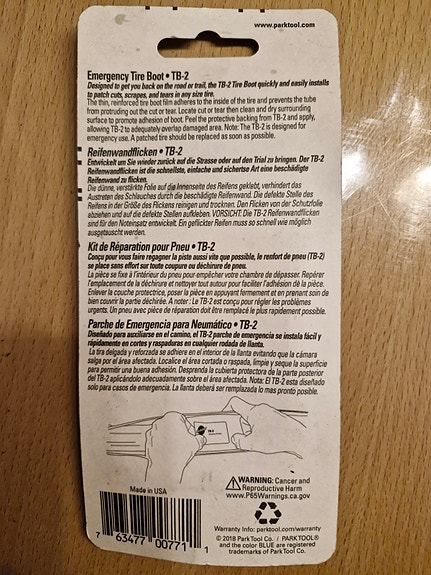 www.parktool.com
Emergency Tire Boot • TB-2
Designed to get you back on the road or trail, the TB-2 Tire Boot quickly and easily installs
to patch cuts, scrapes, and tears in any size tire.
The thin, reinforced tire boot film adheres to the inside of the tire and prevents the tube
from protruding out the cut or tear. Locate cut or tear then clean and dry surrounding
surface to promote adhesion of boot. Peel the protective backing from TB-2 and apply,
allowing TB-2 to adequately overlap damaged area. Note: The TB-2 is designed for
emergency use. A patched tire should be replaced as soon as possible.
Reifenwandflicken • TB-2
Entwickelt um Sie wieder zurück auf die Strasse oder auf den Trial zu bringen. Der TB-2
Reifenwandflicken ist die schnellste, einfache und sichertse Art eine beschädigte
Reifenwand zu flicken.
Die dünne, verstärkte Folie auf die Innenseite des Reifens geklebt, verhindert das
Austreten des Schlauches durch die beschädigte Reifenwand. Die defekte Stelle des
Reifens in der Größe des Flickens reinigen und trocknen. Den Flicken von der Schutzfolie
abziehen und auf die defekte Stellen aufkleben. VORSICHT: Die TB-2 Reifenwandflicken
sind für den Noteinsatz entwickelt. Ein geflickter Reifen muss so schnell wie möglich
ausgetauscht werden.
Kit de Réparation pour Pneu • TB-2
Conçu pour vous faire regagner la piste aussi vite que possible, le renfort de pneu (TB-2)
se place sans effort sur toute coupure ou déchirure de pneu.
La pièce se fixe à l'intérieur du pneu pour empêcher votre chambre de dépasser. Repérer
l'emplacement de la déchirure et nettoyer tout autour pour faciliter l'adhésion de la pièce.
Enlever la couche protectrice, poser la pièce en appuyant fermement et en prenant soin de
bien couvrir la partie déchirée. A noter : Le TB-2 est conçu pour régler les problèmes
urgents. Un pneu avec pièce de réparation doit être remplacé le plus rapidement possible.
Parche de Emergencia para Neumático • TB-2
Diseñado para auxiliarse en el camino, el TB-2 parche de emergencia se instala fácil y
rápidamente en cortes y raspaduras en cualquier rodada de llanta.
La tira delgada y reforzada se adhiere en el interior de la llanta evitando que la cámara
salga por el área afectada. Localice el área cortada o raspada, limpie y seque la superficie
para permitir una buena adhesión. Desprenda la cubierta protectora de la parte posterior
del TB-2 aplicándolo adecuadamente sobre el área afectada. Nota: El TB-2 esta diseñado
solo para casos de emergencia. La llanta deberá ser remplazada lo mas pronto posible.
TB-2
WARNING: Cancer and
Reproductive Harm
www.P65Warnings.ca.gov
Made in USA
7 63477 00771 1
Warranty Info: parktool.com/warranty
© 2018 Park Tool Co. / PARK TOOL®
and the color BLUE are registered
trademarks of Park Tool Co.